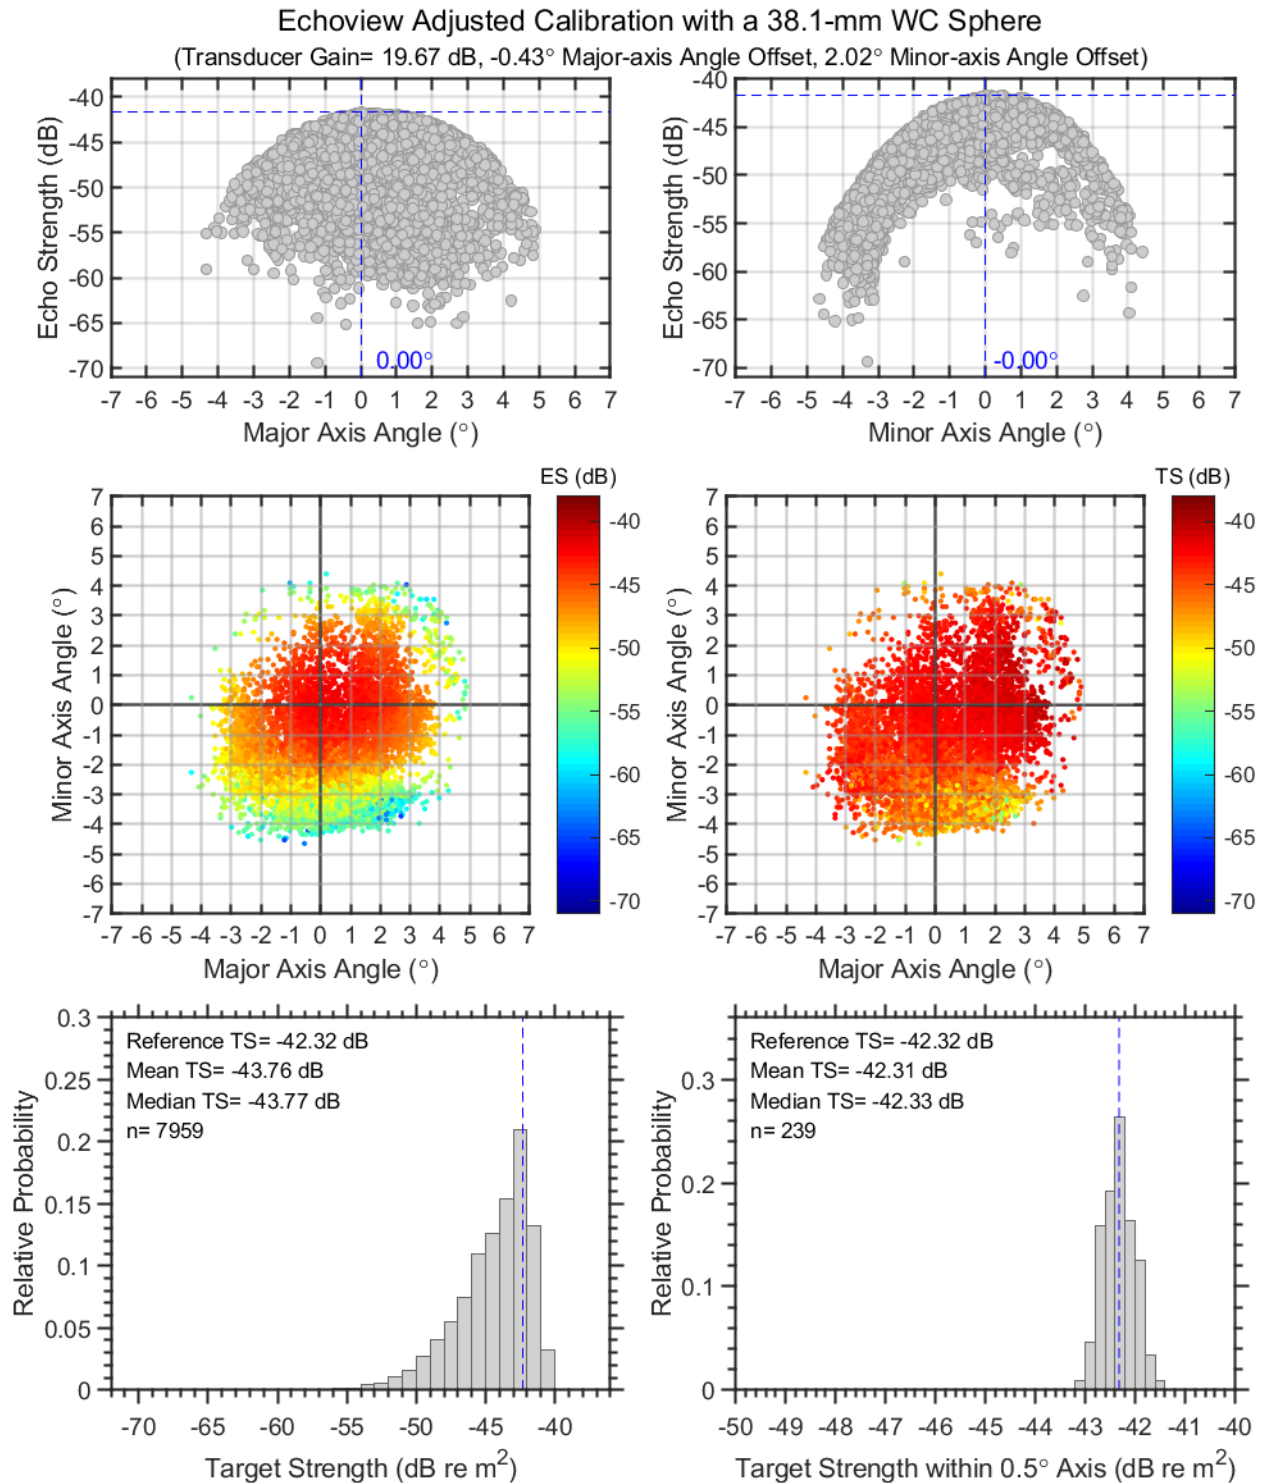 Echoview Adjusted Calibration with a 38.1-mm WC Sphere
(Transducer Gain= 19.67 dB, -0.43° Major-axis Angle Offset, 2.02° Minor-axis Angle Offset)
Echo Strength (dB)
-40
-45
-50
-55
-60
-65
-70
0.00°
-7 -6 -5 -4 -3 -2 -1 0 1 2 3 4 5 6 7
Major Axis Angle (°)
Echo Strength (dB)
-40
-45
-50
-55
-60
-65
-70
-0.00°
-7 -6 -5 -4 -3 -2 -1 0 1 2 3 4 5 6 7
Minor Axis Angle (°)
Minor Axis Angle (°)
7
6
5
4
3
2
1
0
-1
-2
-3
-4
-5
-6
-7
-7 -6 -5 -4 -3 -2 -1 0 1 2 3 4 5 6 7
Major Axis Angle (°)
ES (dB)
-40
-45
-50
-55
-60
-65
-70
Minor Axis Angle (°)
7
6
5
4
3
2
1
0
-1
-2
-3
-4
-5
-6
-7
-7 -6 -5 -4 -3 -2 -1 0 1 2 3 4 5 6 7
Major Axis Angle (°)
TS (dB)
-40
-45
-50
-55
-60
-65
-70
Relative Probability
0.3
0.25
0.2
0.15
0.1
0.05
0
Reference TS= -42.32 dB
Mean TS= -43.76 dB
Median TS= -43.77 dB
n= 7959
-70 -65 -60 -55 -50 -45 -40
Target Strength (dB re m²)
Relative Probability
0.3
0.2
0.1
0
Reference TS= -42.32 dB
Mean TS= -42.31 dB
Median TS= -42.33 dB
n= 239
-50 -49 -48 -47 -46 -45 -44 -43 -42 -41 -40
Target Strength within 0.5° Axis (dB re m²)